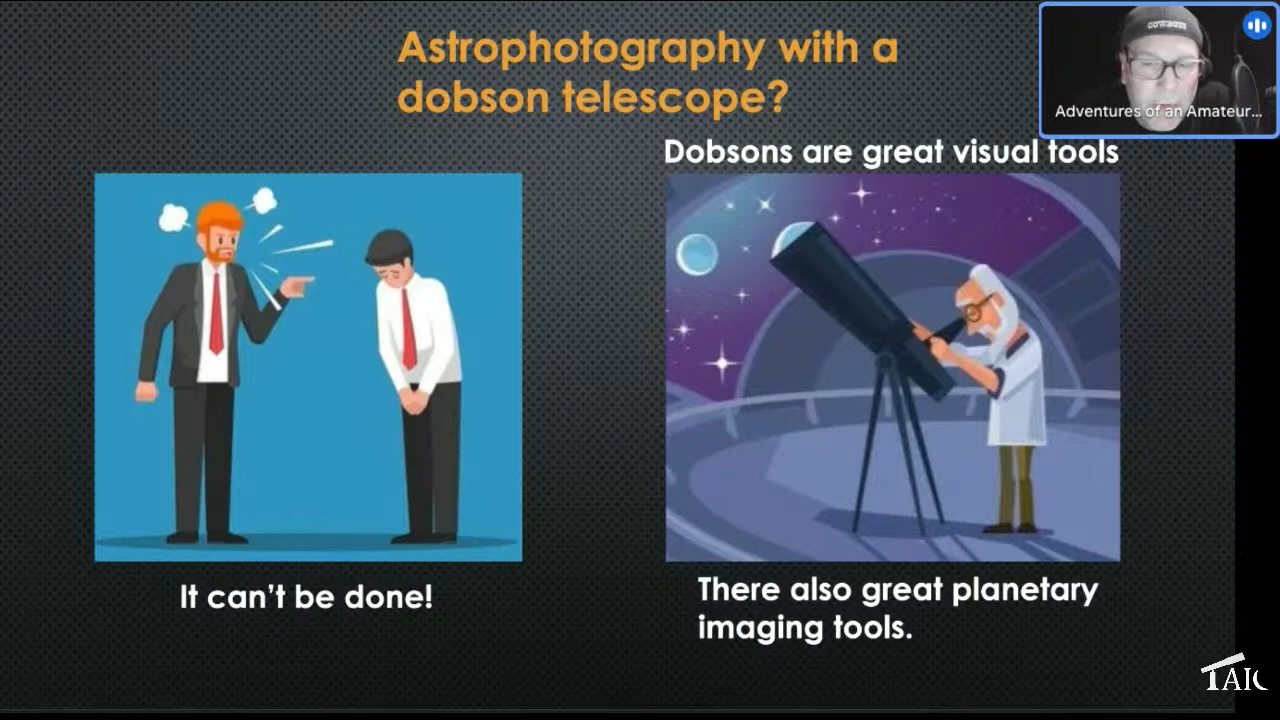 Astrophotography with a
dobson telescope?
COWBOYS
Adventures of an Amateur...
Dobsons are great visual tools
It can't be done!
There also great planetary
imaging tools.
TAIC